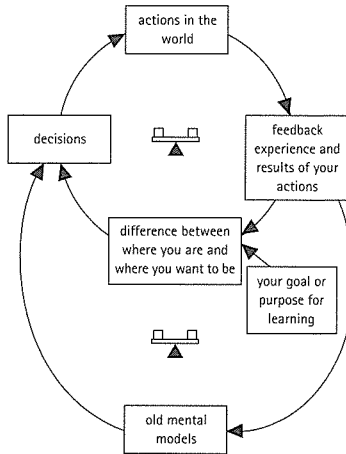 actions in the
world
decisions
feedback
experience and
results of your
actions
difference between
where you are and
where you want to be
your goal or
purpose for
learning
old mental
models